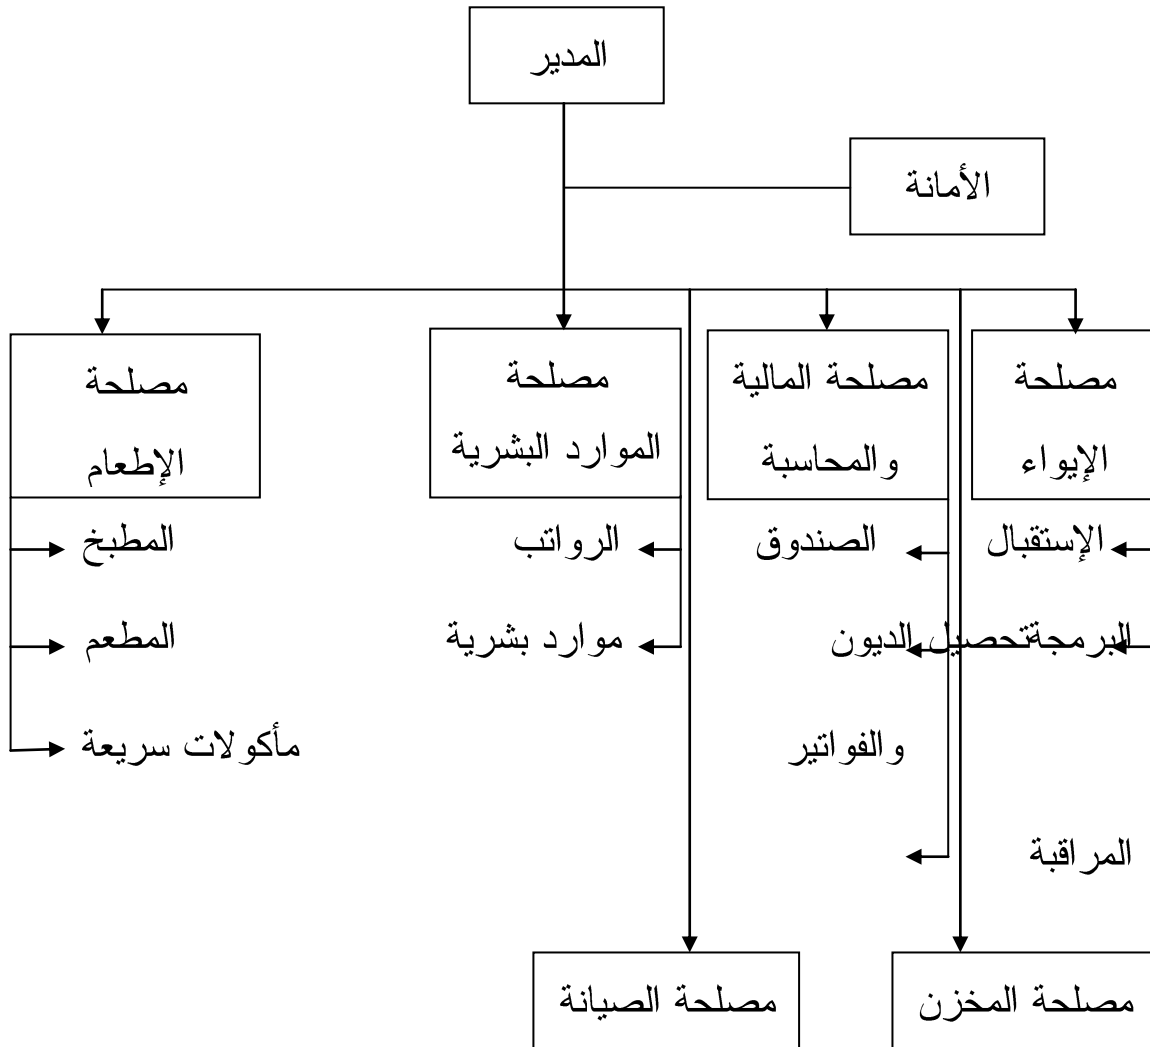 المدير
الأمانة
مصلحة
الإيواء
مصلحة المالية
والمحاسبة
مصلحة
الموارد البشرية
مصلحة
الإطعام
الإستقبال
الصندوق
الرواتب
المطبخ
البرمجة
تحصيل الديون
موارد بشرية
المطعم
والفواتير
مأكولات سريعة
المراقبة
مصلحة المخزن
مصلحة الصيانة